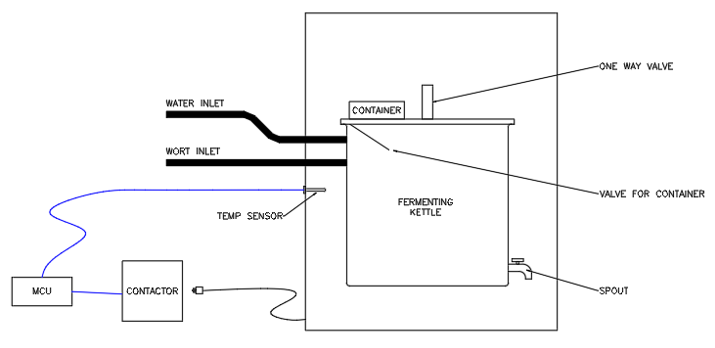 ONE WAY VALVE
WATER INLET
CONTAINER
WORT INLET
VALVE FOR CONTAINER
FERMENTING
KETTLE
TEMP SENSOR
MCU
CONTACTOR
SPOUT